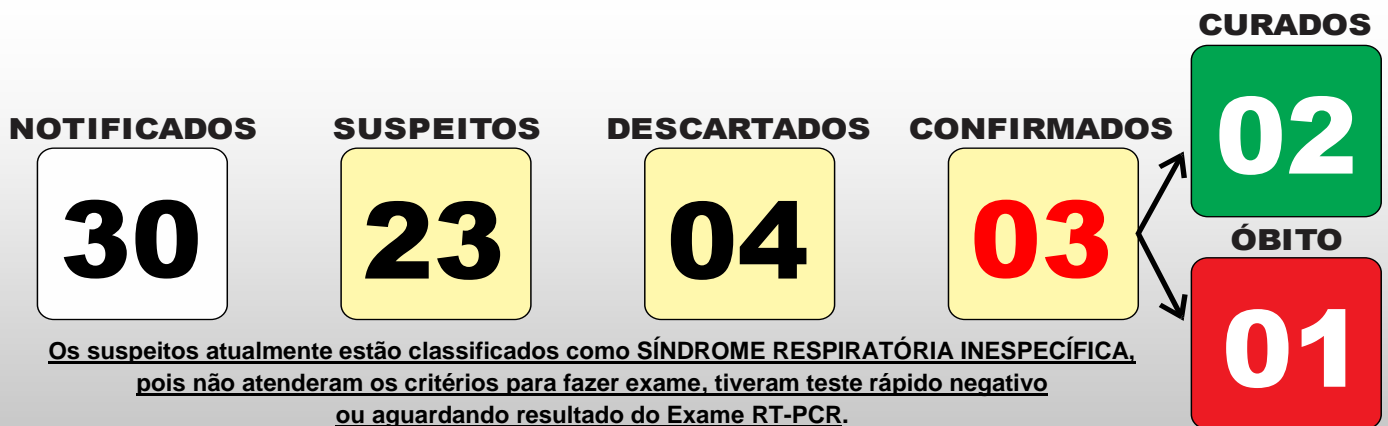 NOTIFICADOS
30
SUSPEITOS
23
DESCARTADOS
04
CONFIRMADOS
03
CURADOS
02
ÓBITO
01
Os suspeitos atualmente estão classificados como SÍNDROME RESPIRATÓRIA INESPECÍFICA,
pois não atenderam os critérios para fazer exame, tiveram teste rápido negativo
ou aguardando resultado do Exame RT-PCR.